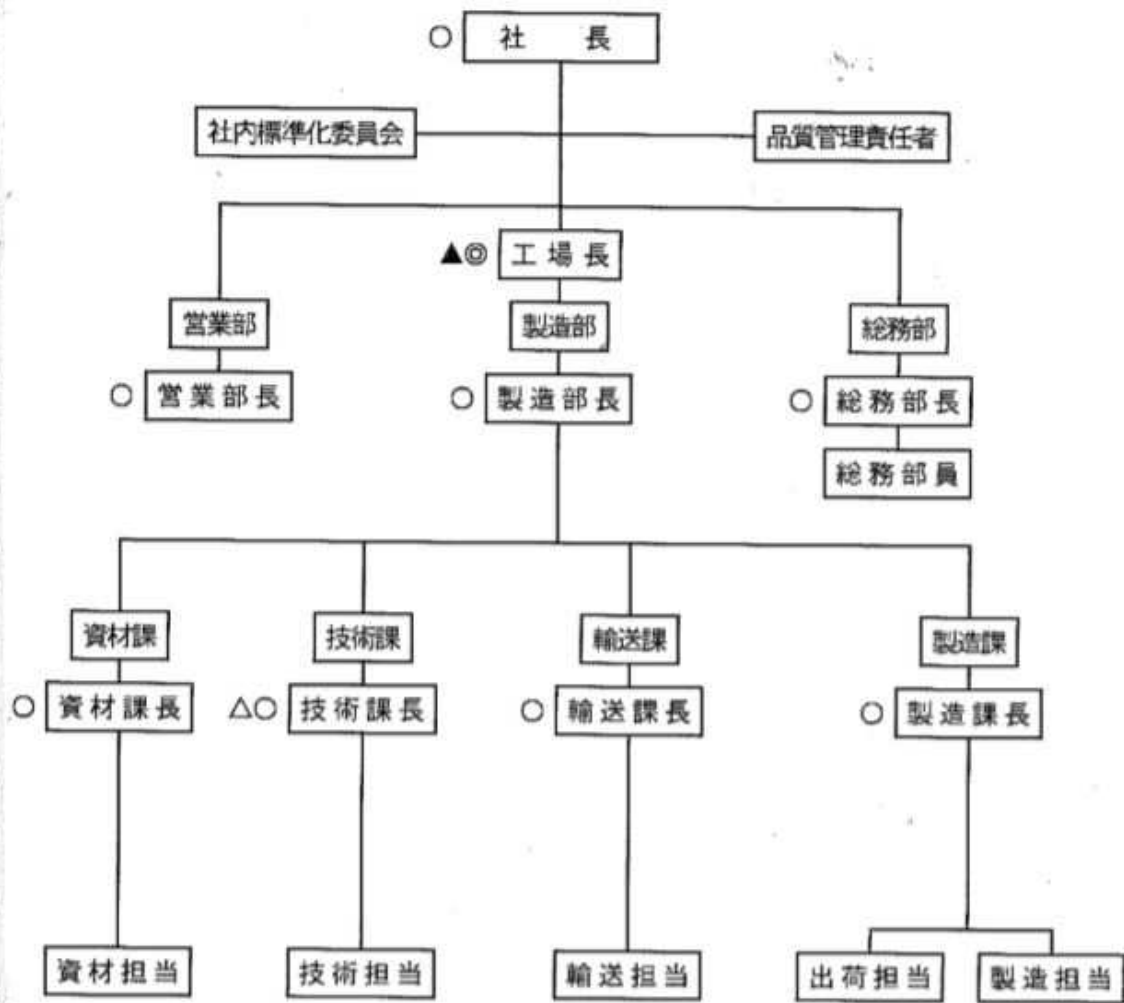 ○ 社長
社内標準化委員会 品質管理責任者
▲◎ 工場長
営業部 製造部 総務部
○ 営業部長 ○ 製造部長 ○ 総務部長
総務部員
資材課 技術課 輸送課 製造課
○ 資材課長 △○ 技術課長 ○ 輸送課長 ○ 製造課長
資材担当 技術担当 輸送担当 出荷担当 製造担当